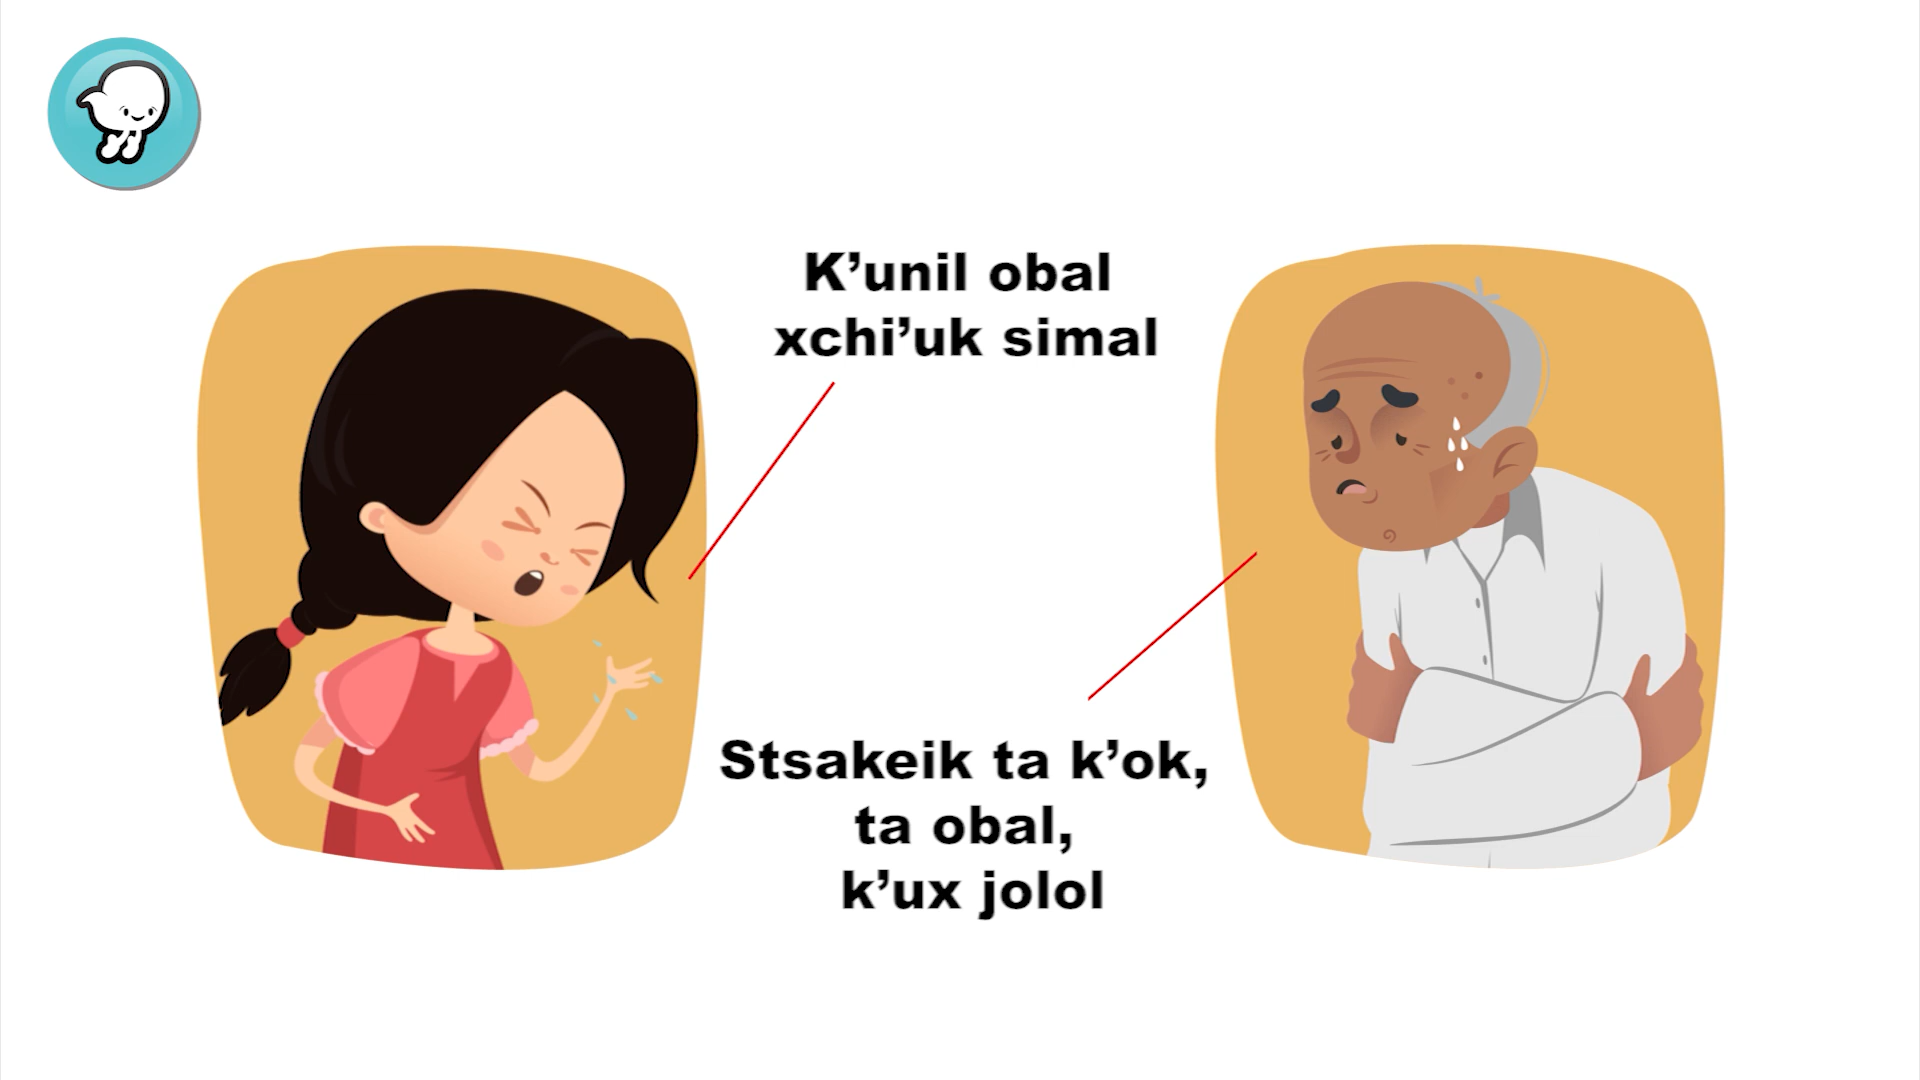 K’unil obal
xchi’uk simal
Stsakeik ta k’ok,
ta obal,
k’ux jolol